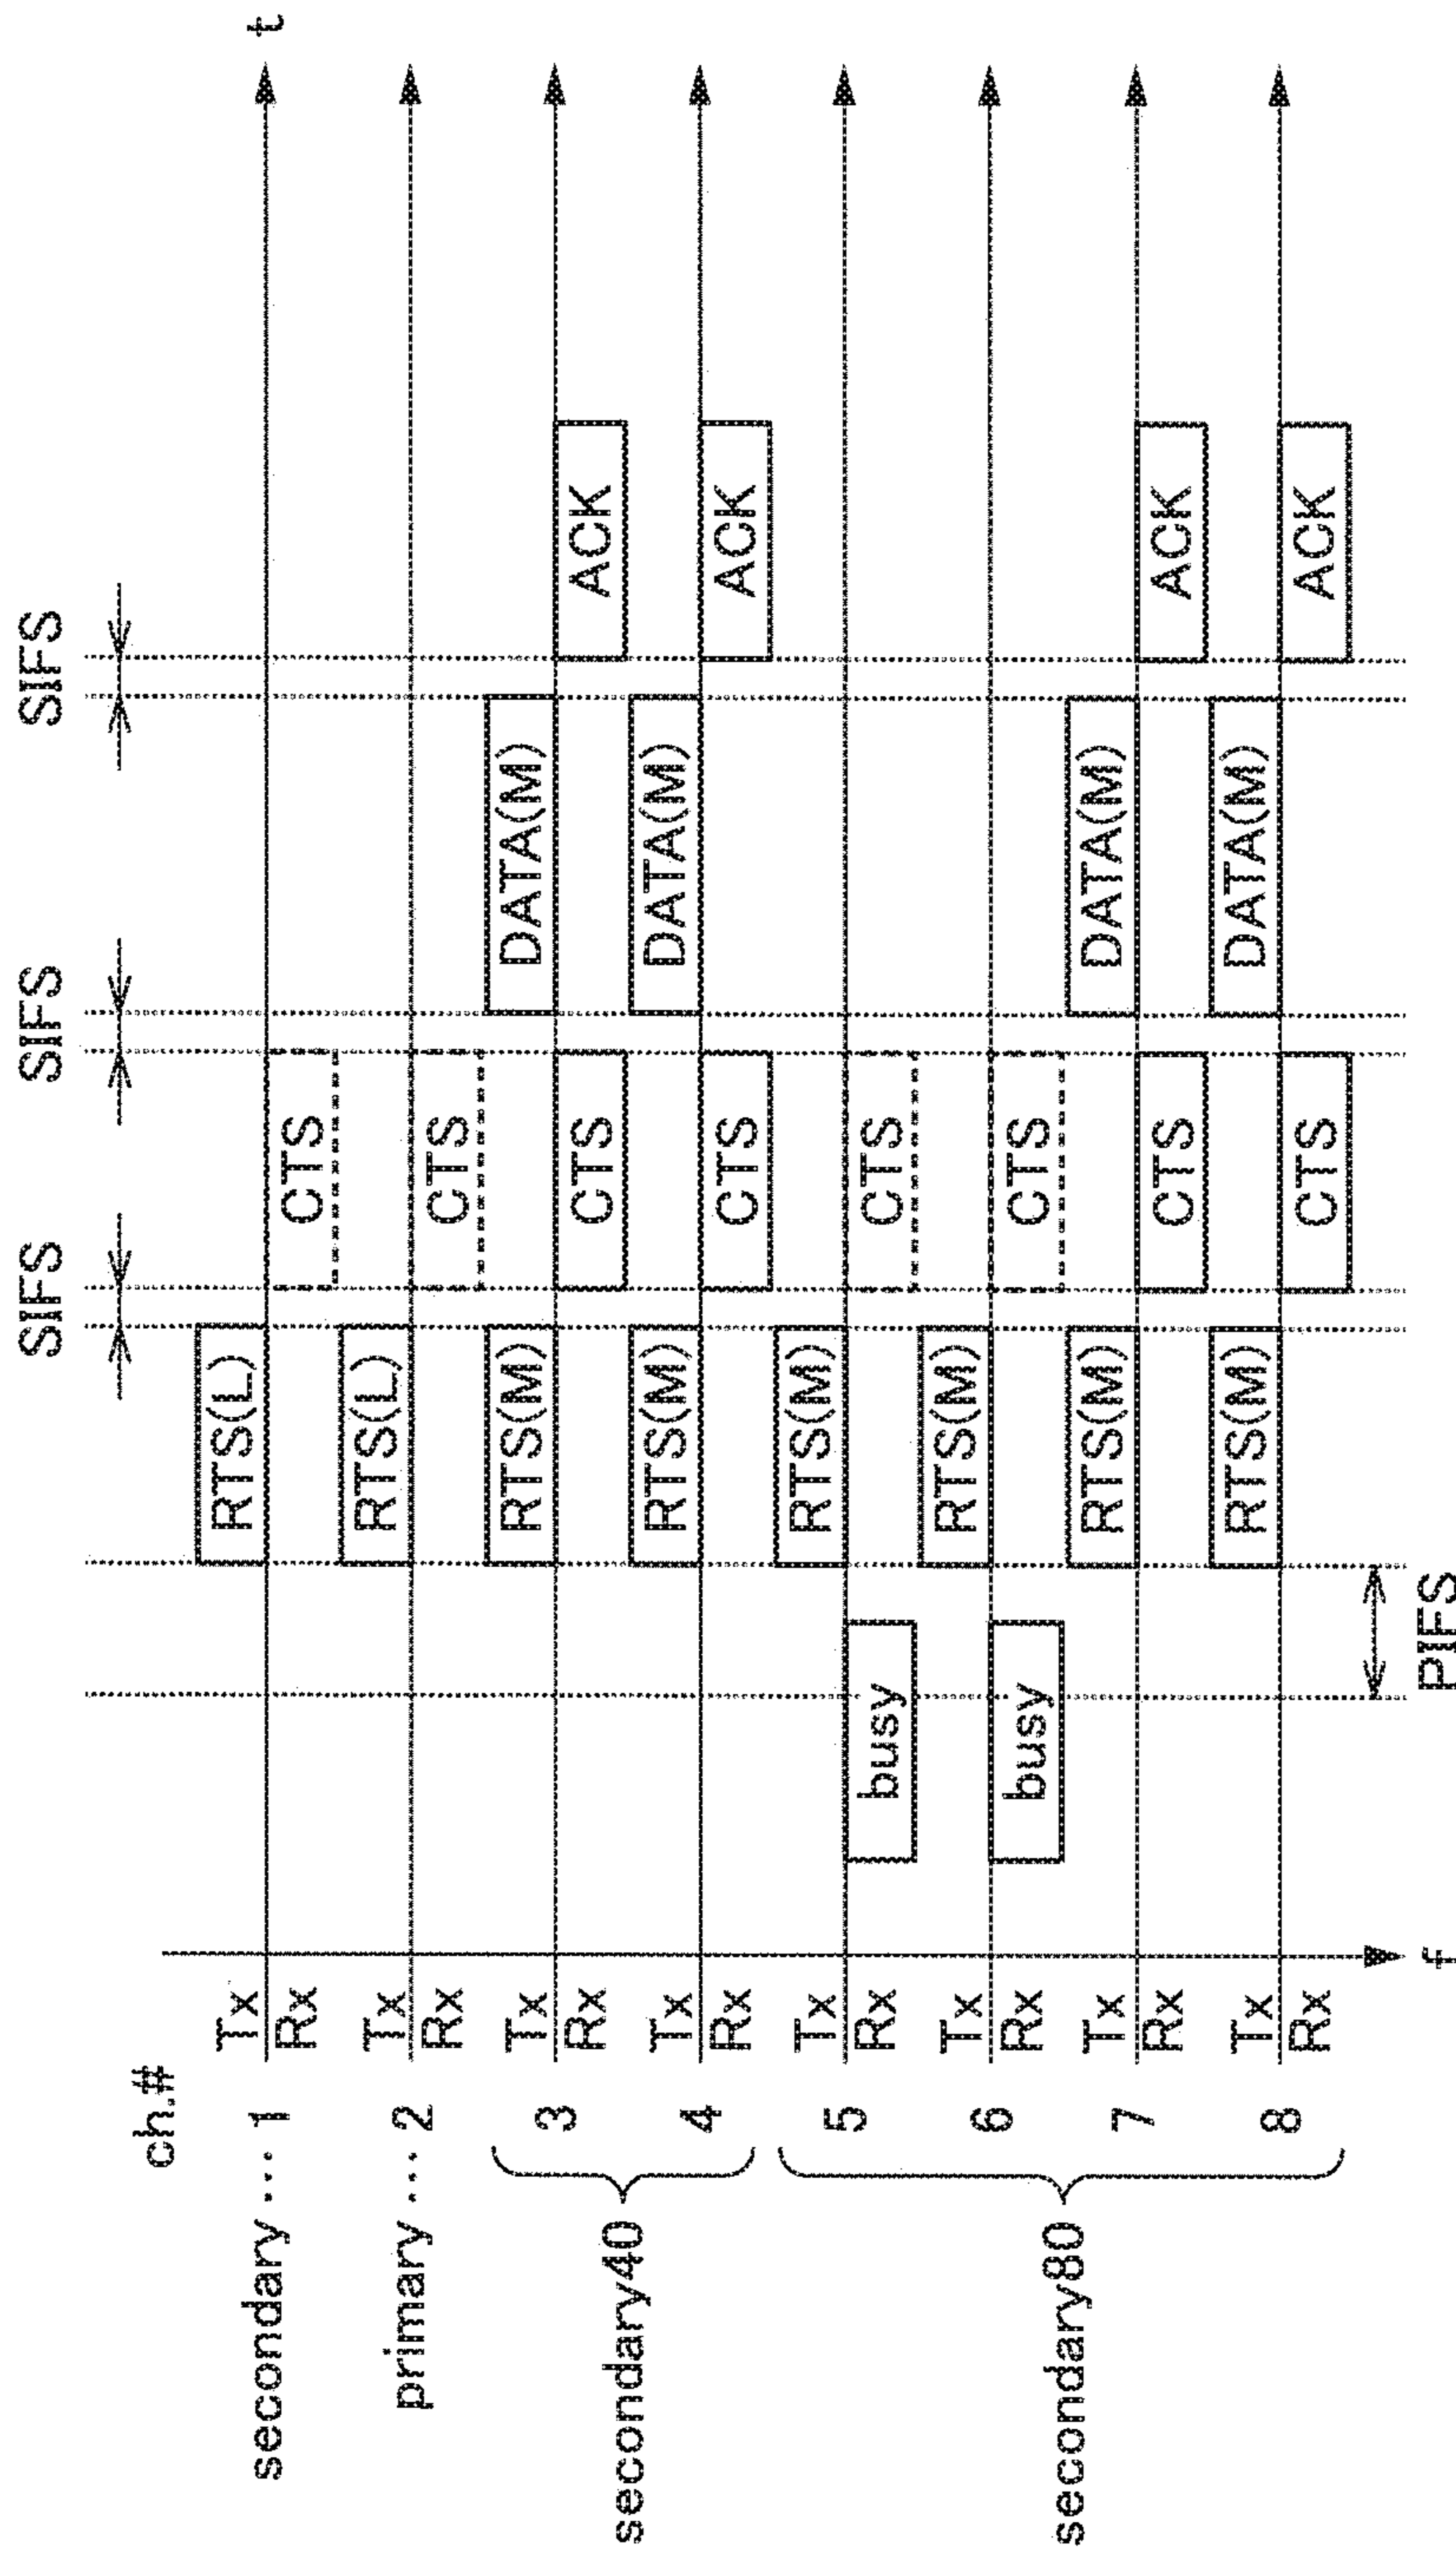 SIFS SIFS SIFS
ch.#
t
secondary ... 1 Tx RTS(L)
Rx CTS
primary ... 2 Tx RTS(L)
Rx CTS
secondary40
3 Tx RTS(M) DATA(M)
Rx CTS ACK
4 Tx RTS(M) DATA(M)
Rx CTS ACK
secondary80
5 Tx RTS(M)
Rx busy CTS
6 Tx RTS(M)
Rx busy CTS
7 Tx RTS(M) DATA(M)
Rx CTS ACK
8 Tx RTS(M) DATA(M)
Rx CTS ACK
f
PIFS